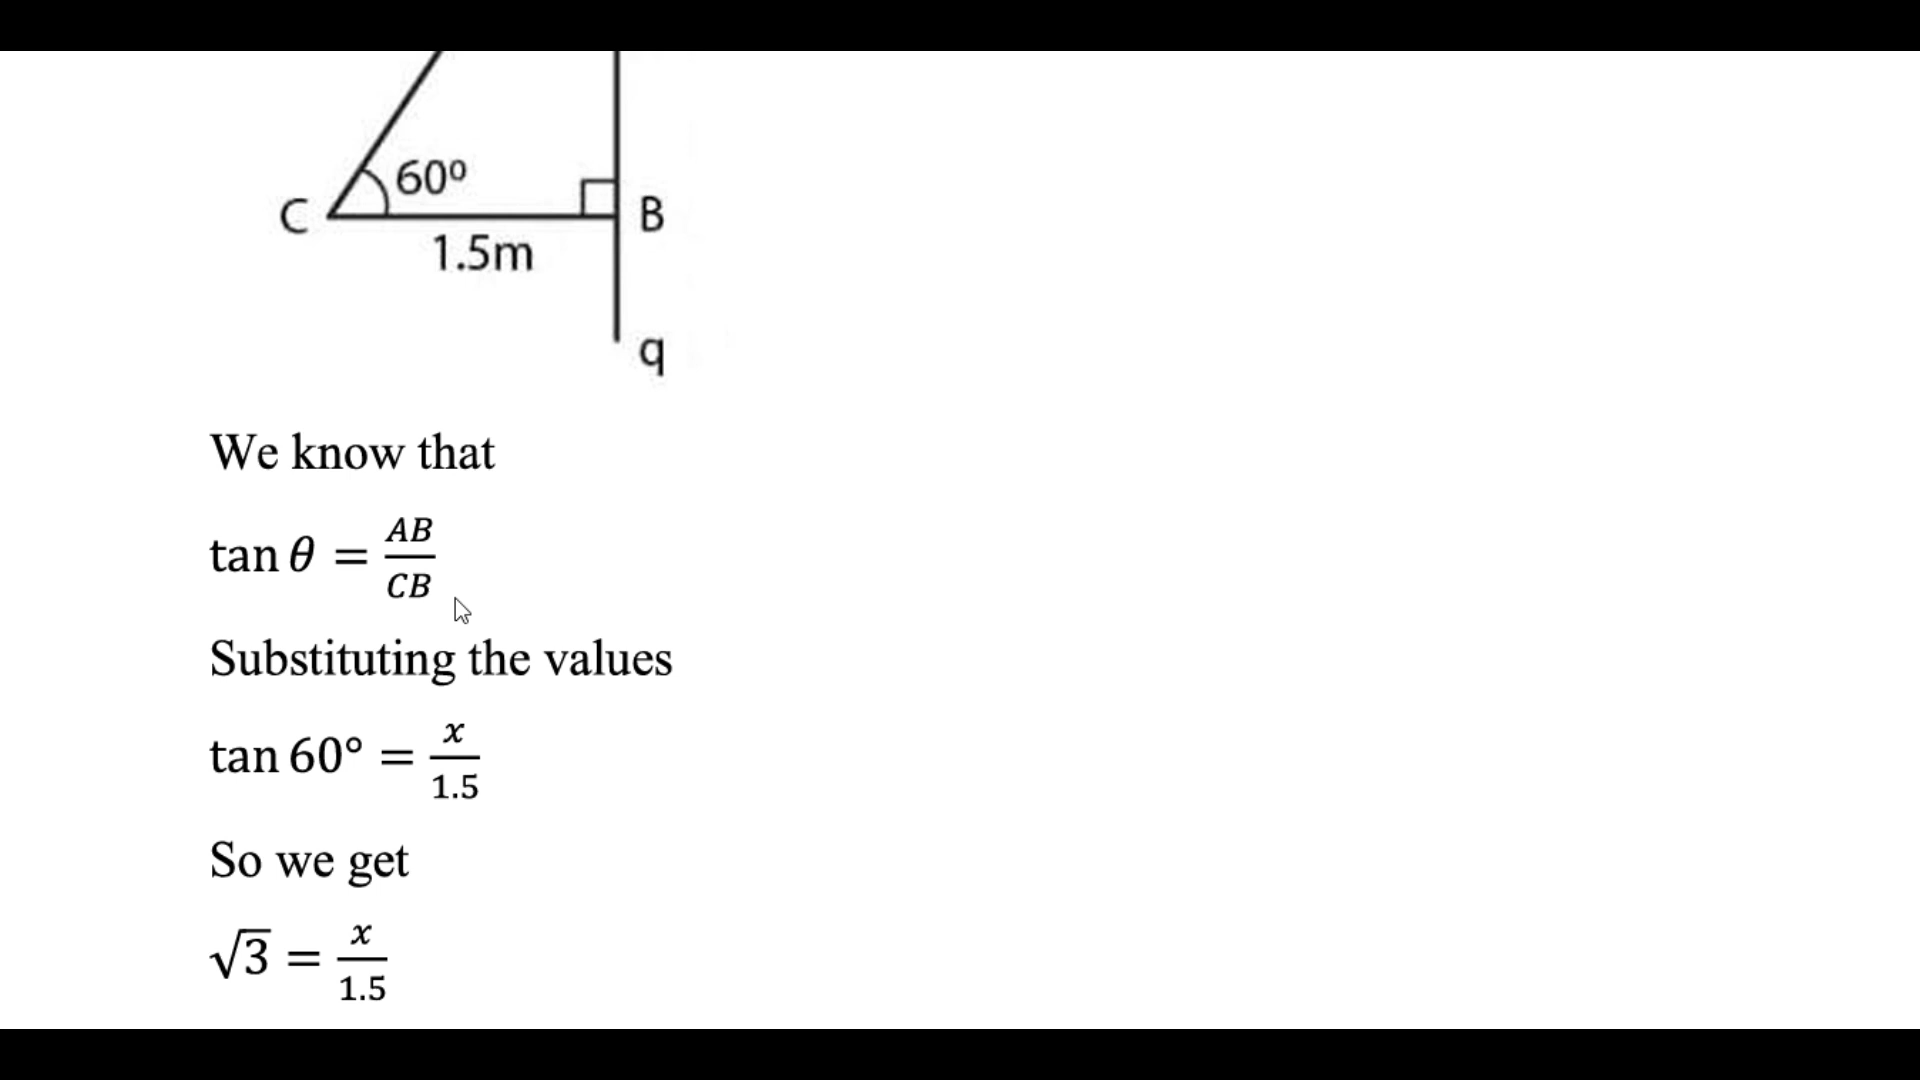 60⁰
C
B
1.5m
q
We know that
tan θ = AB/CB
Substituting the values
tan 60° = x/1.5
So we get
√3 = x/1.5